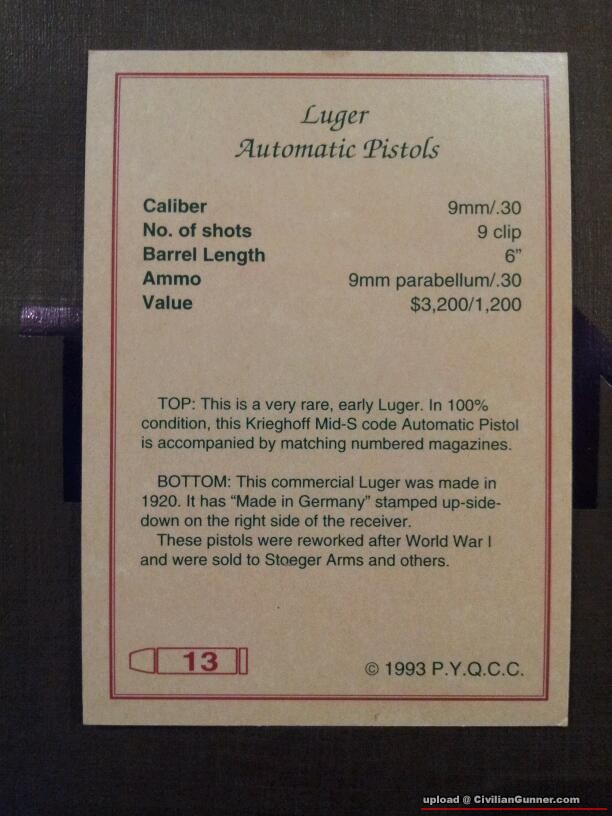 Luger
Automatic Pistols
Caliber 9mm/.30
No. of shots 9 clip
Barrel Length 6”
Ammo 9mm parabellum/.30
Value $3,200/1,200
TOP: This is a very rare, early Luger. In 100%
condition, this Krieghoff Mid-S code Automatic Pistol
is accompanied by matching numbered magazines.
BOTTOM: This commercial Luger was made in
1920. It has “Made in Germany” stamped up-side-
down on the right side of the receiver.
These pistols were reworked after World War I
and were sold to Stoeger Arms and others.
13
© 1993 P.Y.Q.C.C.
upload @ CivilianGunner.com